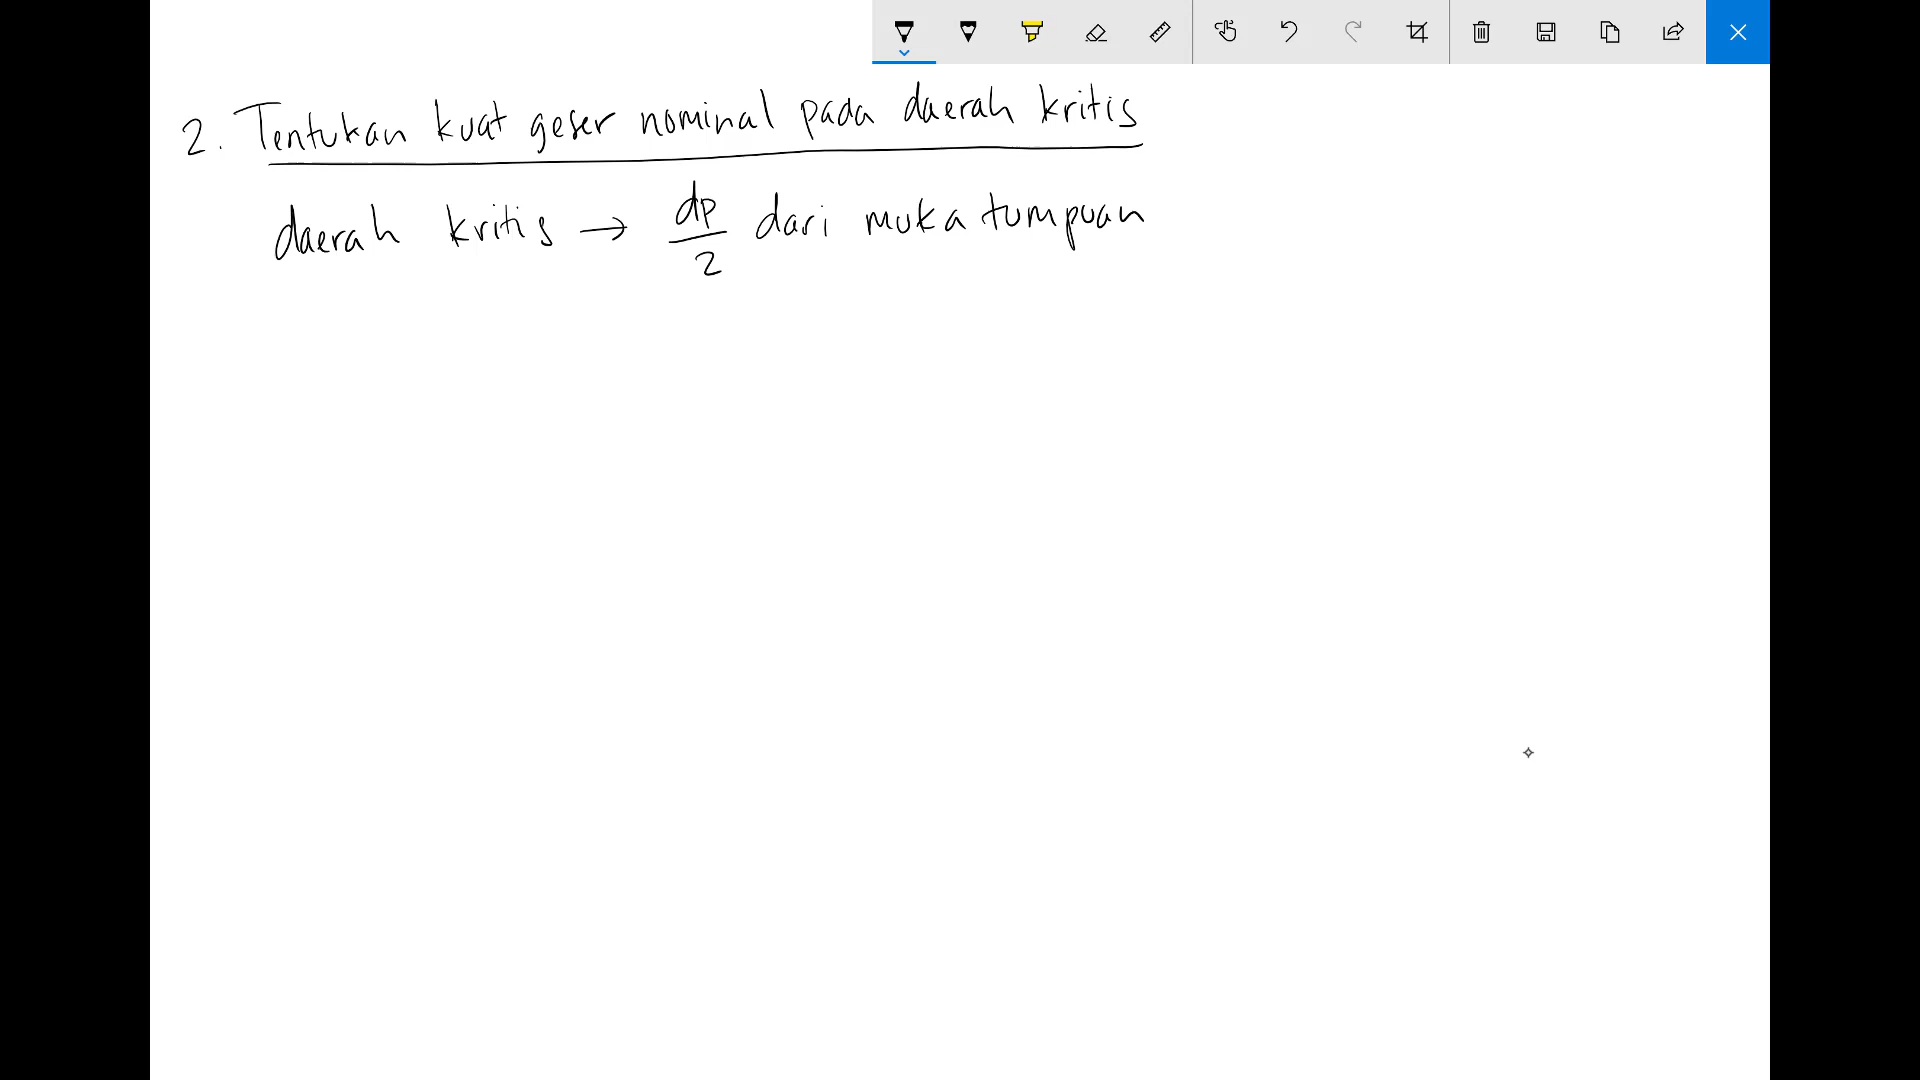 2. Tentukan kuat geser nominal pada daerah kritis
daerah kritis → dp/2 dari muka tumpuan